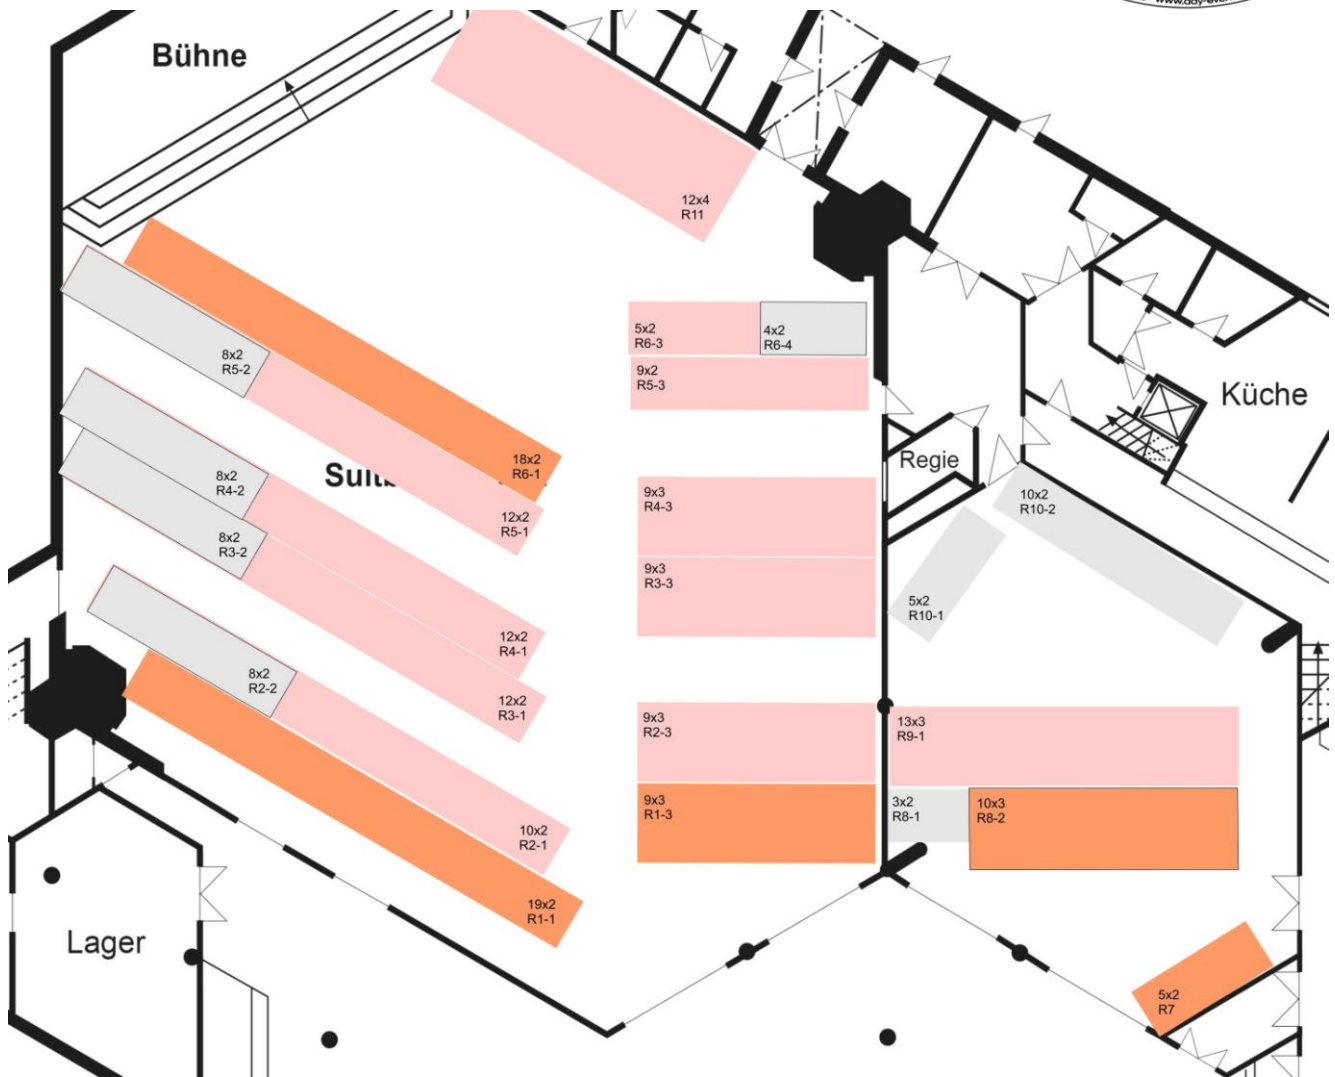 Bühne
12x4
R11
5x2
R6-3
4x2
R6-4
9x2
R5-3
8x2
R5-2
Küche
18x2
R6-1
Regie
8x2
R4-2
12x2
R5-1
9x3
R4-3
10x2
R10-2
8x2
R3-2
9x3
R3-3
5x2
R10-1
12x2
R4-1
8x2
R2-2
12x2
R3-1
9x3
R2-3
13x3
R9-1
9x3
R1-3
3x2
R8-1
10x3
R8-2
10x2
R2-1
19x2
R1-1
Lager
5x2
R7